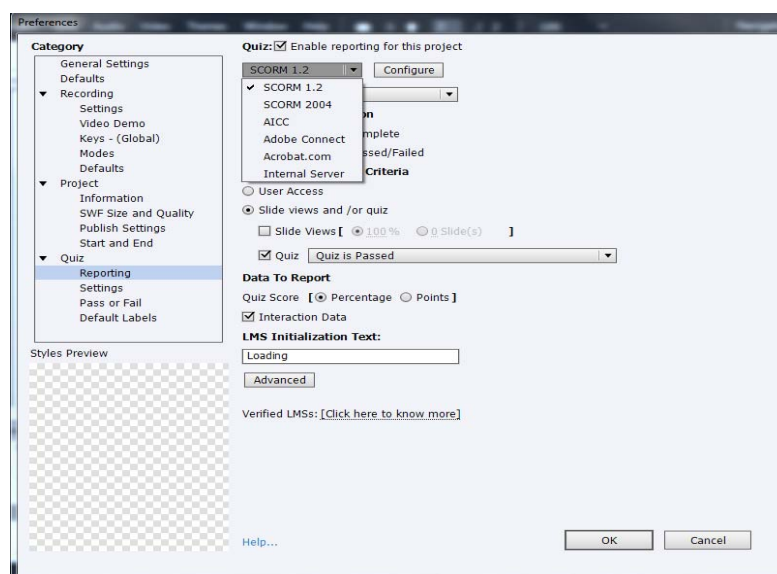 Preferences
Category
General Settings
Defaults
Recording
Settings
Video Demo
Keys - (Global)
Modes
Defaults
Project
Information
SWF Size and Quality
Publish Settings
Start and End
Quiz
Reporting
Settings
Pass or Fail
Default Labels
Styles Preview
Quiz: Enable reporting for this project
SCORM 1.2 Configure
SCORM 1.2
SCORM 2004
AICC
Adobe Connect
Acrobat.com
Internal Server
Criteria
User Access
Slide views and /or quiz
Slide Views [ 100 % 0 Slide(s) ]
Quiz Quiz is Passed
Data To Report
Quiz Score [ Percentage Points ]
Interaction Data
LMS Initialization Text:
Loading
Advanced
Verified LMSs: [Click here to know more]
Help...
OK Cancel